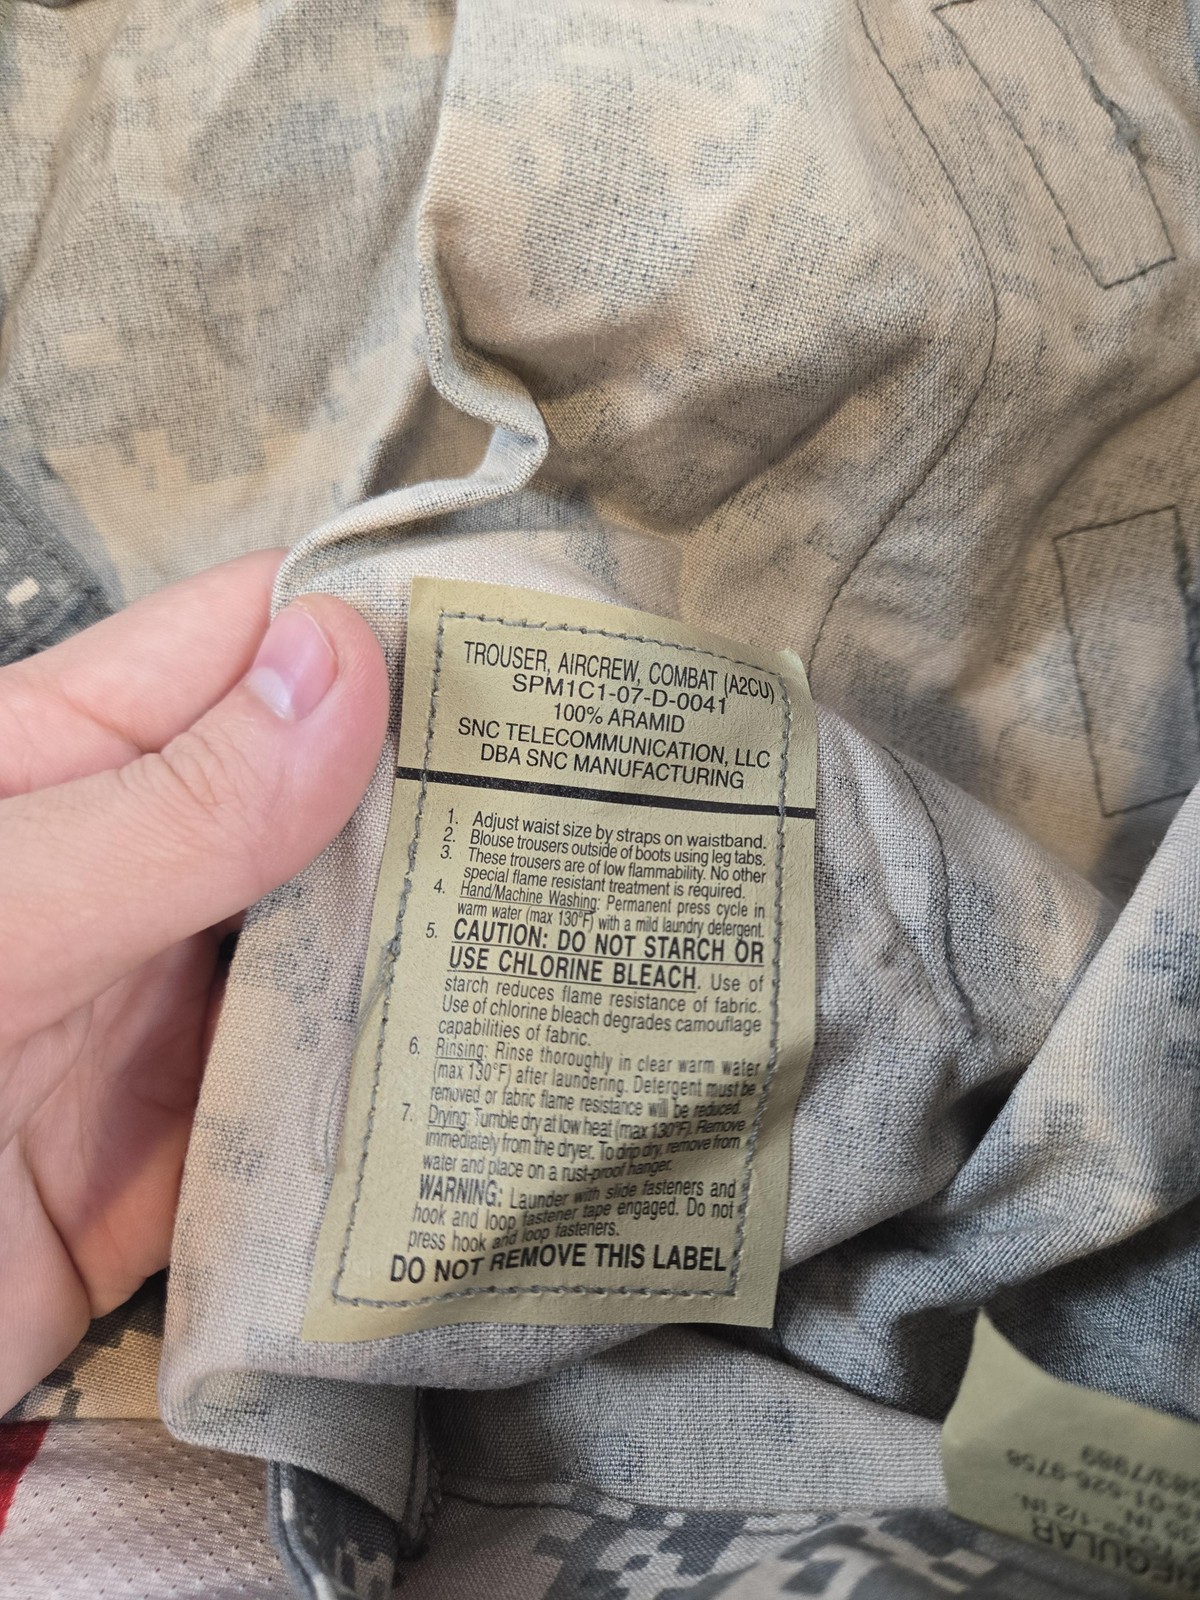 TROUSER, AIRCREW, COMBAT (A2CU)
SPM1C1-07-D-0041
100% ARAMID
SNC TELECOMMUNICATION, LLC
DBA SNC MANUFACTURING
1. Adjust waist size by straps on waistband.
2. Blouse trousers outside of boots using leg tabs.
3. These trousers are of low flammability. No other
special flame resistant treatment is required.
4. Hand/Machine Washing: Permanent press cycle in
warm water (max 130°F) with a mild laundry detergent.
5. CAUTION: DO NOT STARCH OR
USE CHLORINE BLEACH. Use of
starch reduces flame resistance of fabric.
Use of chlorine bleach degrades camouflage
capabilities of fabric.
6. Rinsing: Rinse thoroughly in clear warm water
(max 130°F) after laundering. Detergent must be
removed or fabric flame resistance will be reduced.
7. Drying: Tumble dry at low heat (max 130°F). Remove
immediately from the dryer. To drip dry, remove from
water and place on a rust-proof hanger.
WARNING: Launder with slide fasteners and
hook and loop fastener tape engaged. Do not
press hook and loop fasteners.
DO NOT REMOVE THIS LABEL
REGULAR